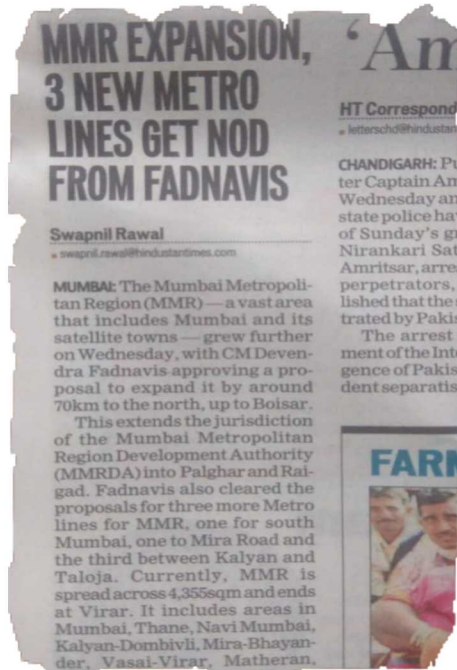 MMR EXPANSION,
3 NEW METRO
LINES GET NOD
FROM FADNAVIS
Swapnil Rawal
swapnil.rawal@hindustantimes.com
MUMBAI: The Mumbai Metropoli-
tan Region (MMR) — a vast area
that includes Mumbai and its
satellite towns — grew further
on Wednesday, with CM Deven-
dra Fadnavis approving a pro-
posal to expand it by around
70km to the north, up to Boisar.
This extends the jurisdiction
of the Mumbai Metropolitan
Region Development Authority
(MMRDA) into Palghar and Rai-
gad. Fadnavis also cleared the
proposals for three more Metro
lines for MMR, one for south
Mumbai, one to Mira Road and
the third between Kalyan and
Taloja. Currently, MMR is
spread across 4,355sqm and ends
at Virar. It includes areas in
Mumbai, Thane, Navi Mumbai,
Kalyan-Dombivli, Mira-Bhayan-
der, Vasai-Virar, Matheran,
‘Am
HT Correspond
letterschd@hindustan
CHANDIGARH: Pu
ter Captain Am
Wednesday an
state police hav
of Sunday's gr
Nirankari Sat
Amritsar, arre
perpetrators,
lished that the s
trated by Pakis
The arrest
ment of the Inte
gence of Pakis
dent separatis
FARM